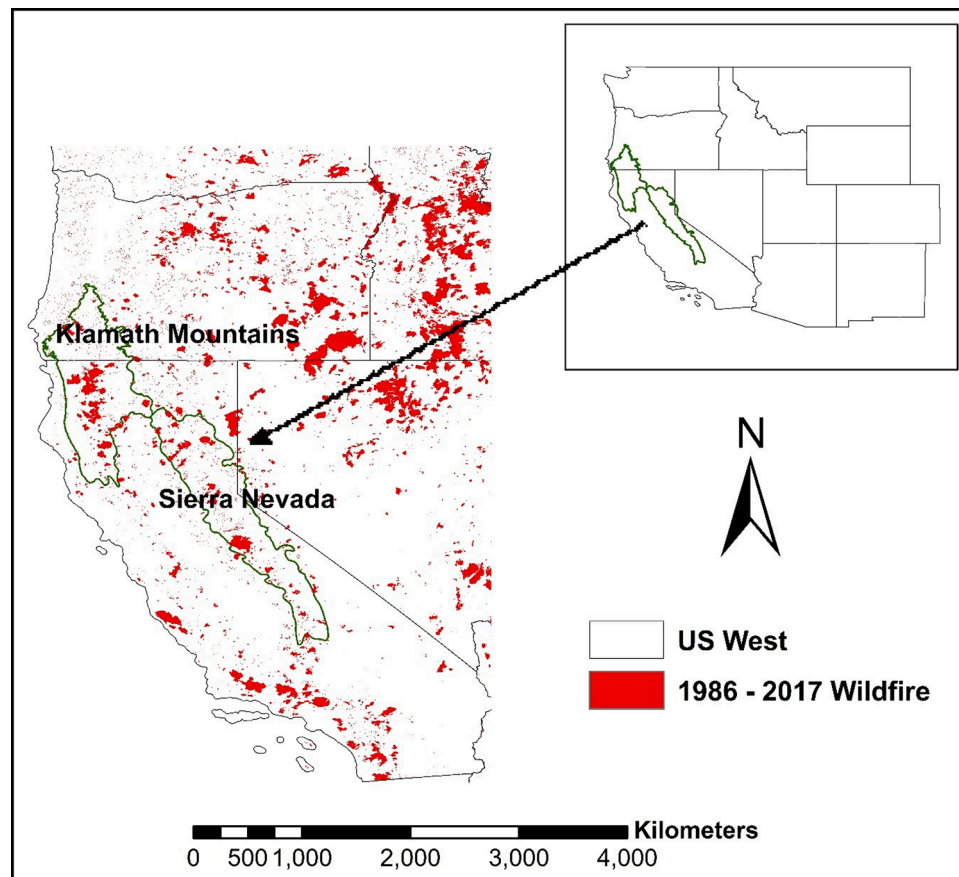 Klamath Mountains
Sierra Nevada
N
US West
1986 - 2017 Wildfire
Kilometers
0 500 1,000 2,000 3,000 4,000